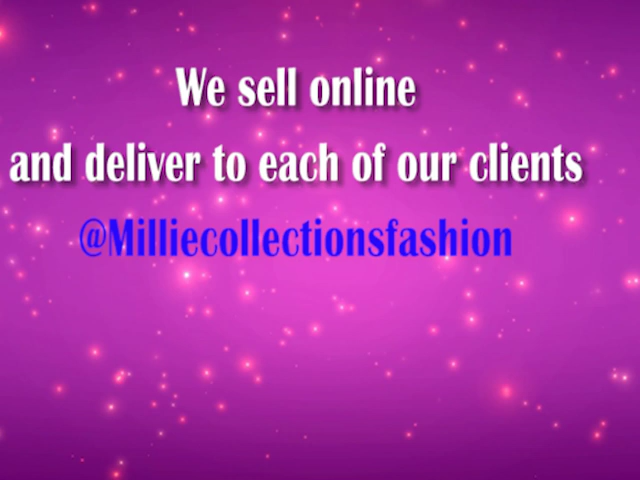 We sell online
and deliver to each of our clients
@Milliecollectionsfashion